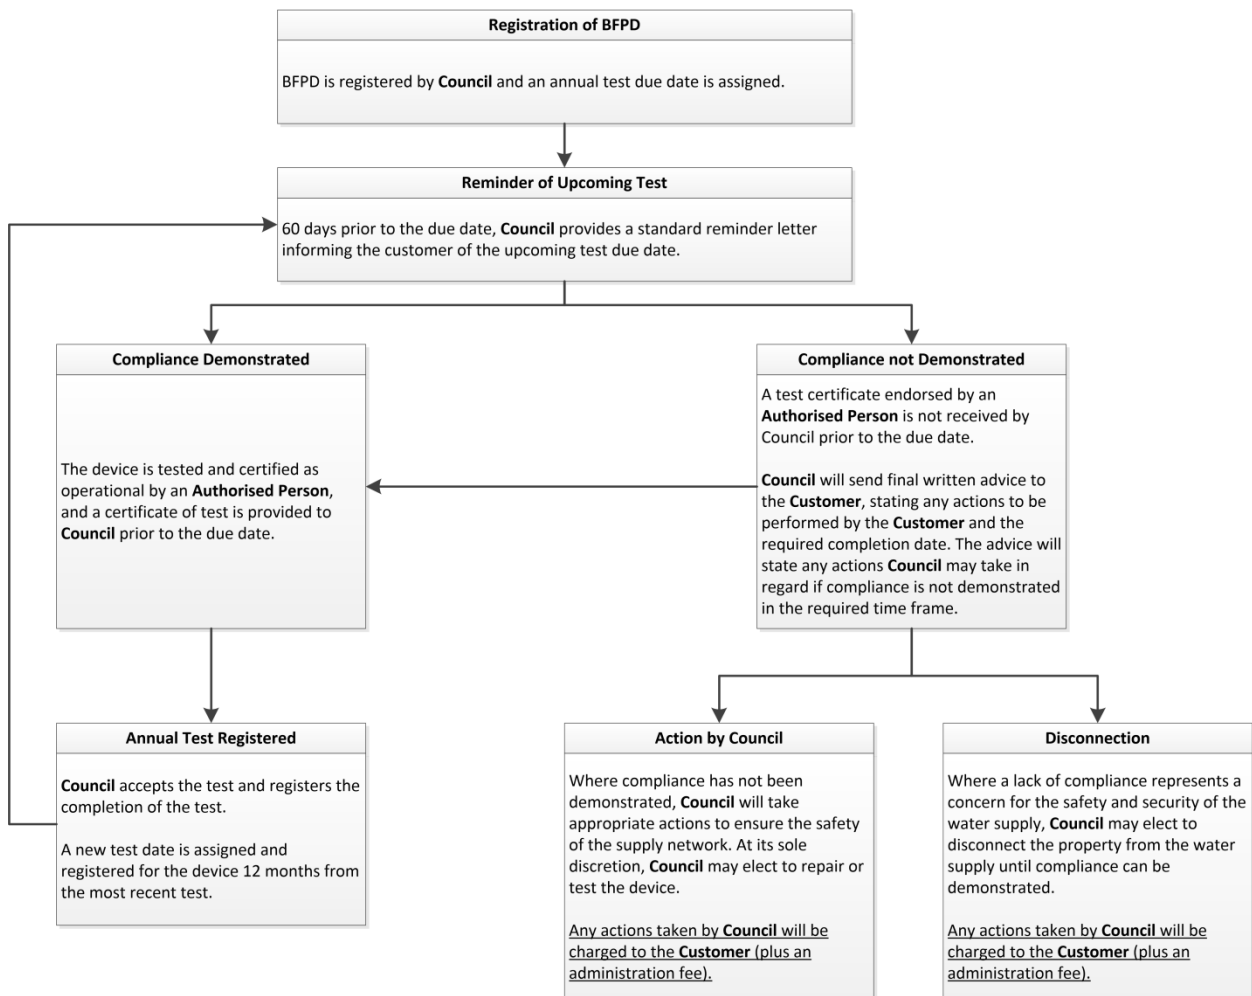 Registration of BFPD
BFPD is registered by Council and an annual test due date is assigned.
Reminder of Upcoming Test
60 days prior to the due date, Council provides a standard reminder letter
informing the customer of the upcoming test due date.
Compliance Demonstrated
The device is tested and certified as
operational by an Authorised Person,
and a certificate of test is provided to
Council prior to the due date.
Compliance not Demonstrated
A test certificate endorsed by an
Authorised Person is not received by
Council prior to the due date.
Council will send final written advice to
the Customer, stating any actions to be
performed by the Customer and the
required completion date. The advice will
state any actions Council may take in
regard if compliance is not demonstrated
in the required time frame.
Annual Test Registered
Council accepts the test and registers the
completion of the test.
A new test date is assigned and
registered for the device 12 months from
the most recent test.
Action by Council
Where compliance has not been
demonstrated, Council will take
appropriate actions to ensure the safety
of the supply network. At its sole
discretion, Council may elect to repair or
test the device.
Any actions taken by Council will be
charged to the Customer (plus an
administration fee).
Disconnection
Where a lack of compliance represents a
concern for the safety and security of the
water supply, Council may elect to
disconnect the property from the water
supply until compliance can be
demonstrated.
Any actions taken by Council will be
charged to the Customer (plus an
administration fee).